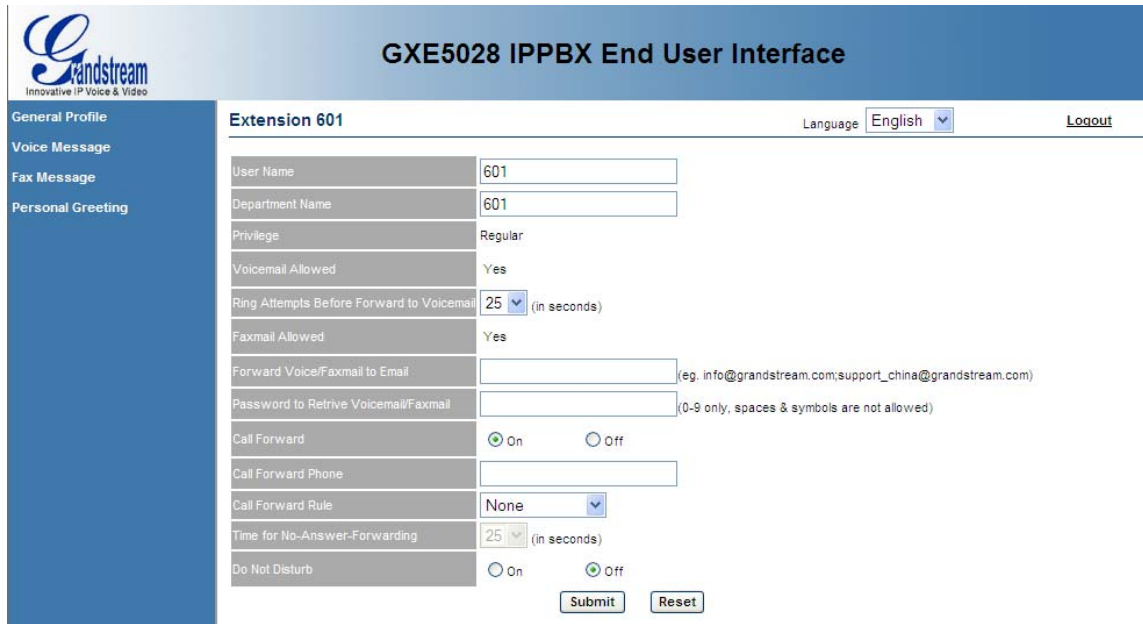 Grandstream
Innovative IP Voice & Video
GXE5028 IPPBX End User Interface
General Profile
Voice Message
Fax Message
Personal Greeting
Extension 601
Language English
Logout
User Name 601
Department Name 601
Privilege Regular
Voicemail Allowed Yes
Ring Attempts Before Forward to Voicemail 25 (in seconds)
Faxmail Allowed Yes
Forward Voice/Faxmail to Email (eg. info@grandstream.com;support_china@grandstream.com)
Password to Retrive Voicemail/Faxmail (0-9 only, spaces & symbols are not allowed)
Call Forward On Off
Call Forward Phone
Call Forward Rule None
Time for No-Answer-Forwarding 25 (in seconds)
Do Not Disturb On Off
Submit Reset